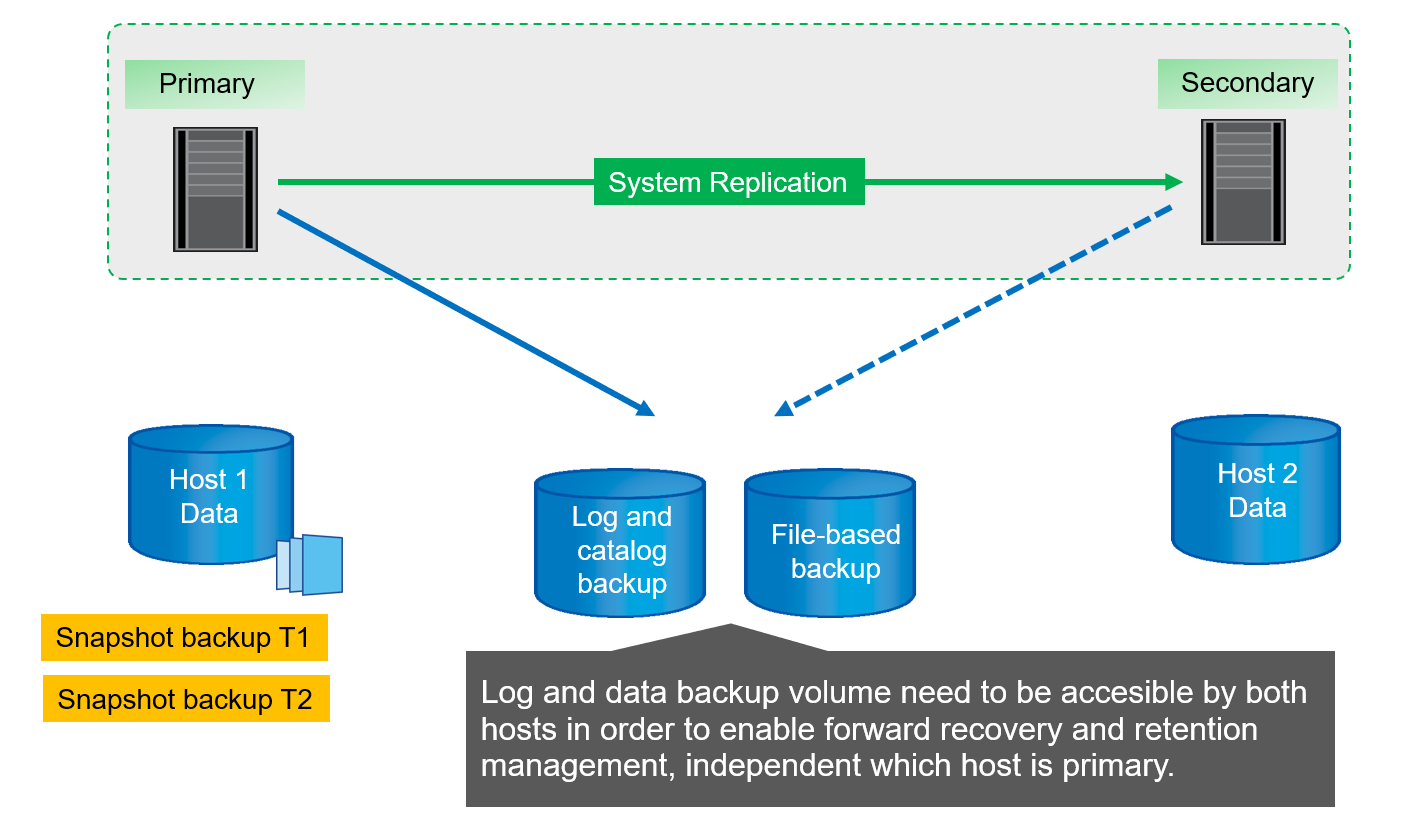 Primary
Secondary
System Replication
Host 1
Data
Log and
catalog
backup
File-based
backup
Host 2
Data
Snapshot backup T1
Snapshot backup T2
Log and data backup volume need to be accesible by both
hosts in order to enable forward recovery and retention
management, independent which host is primary.